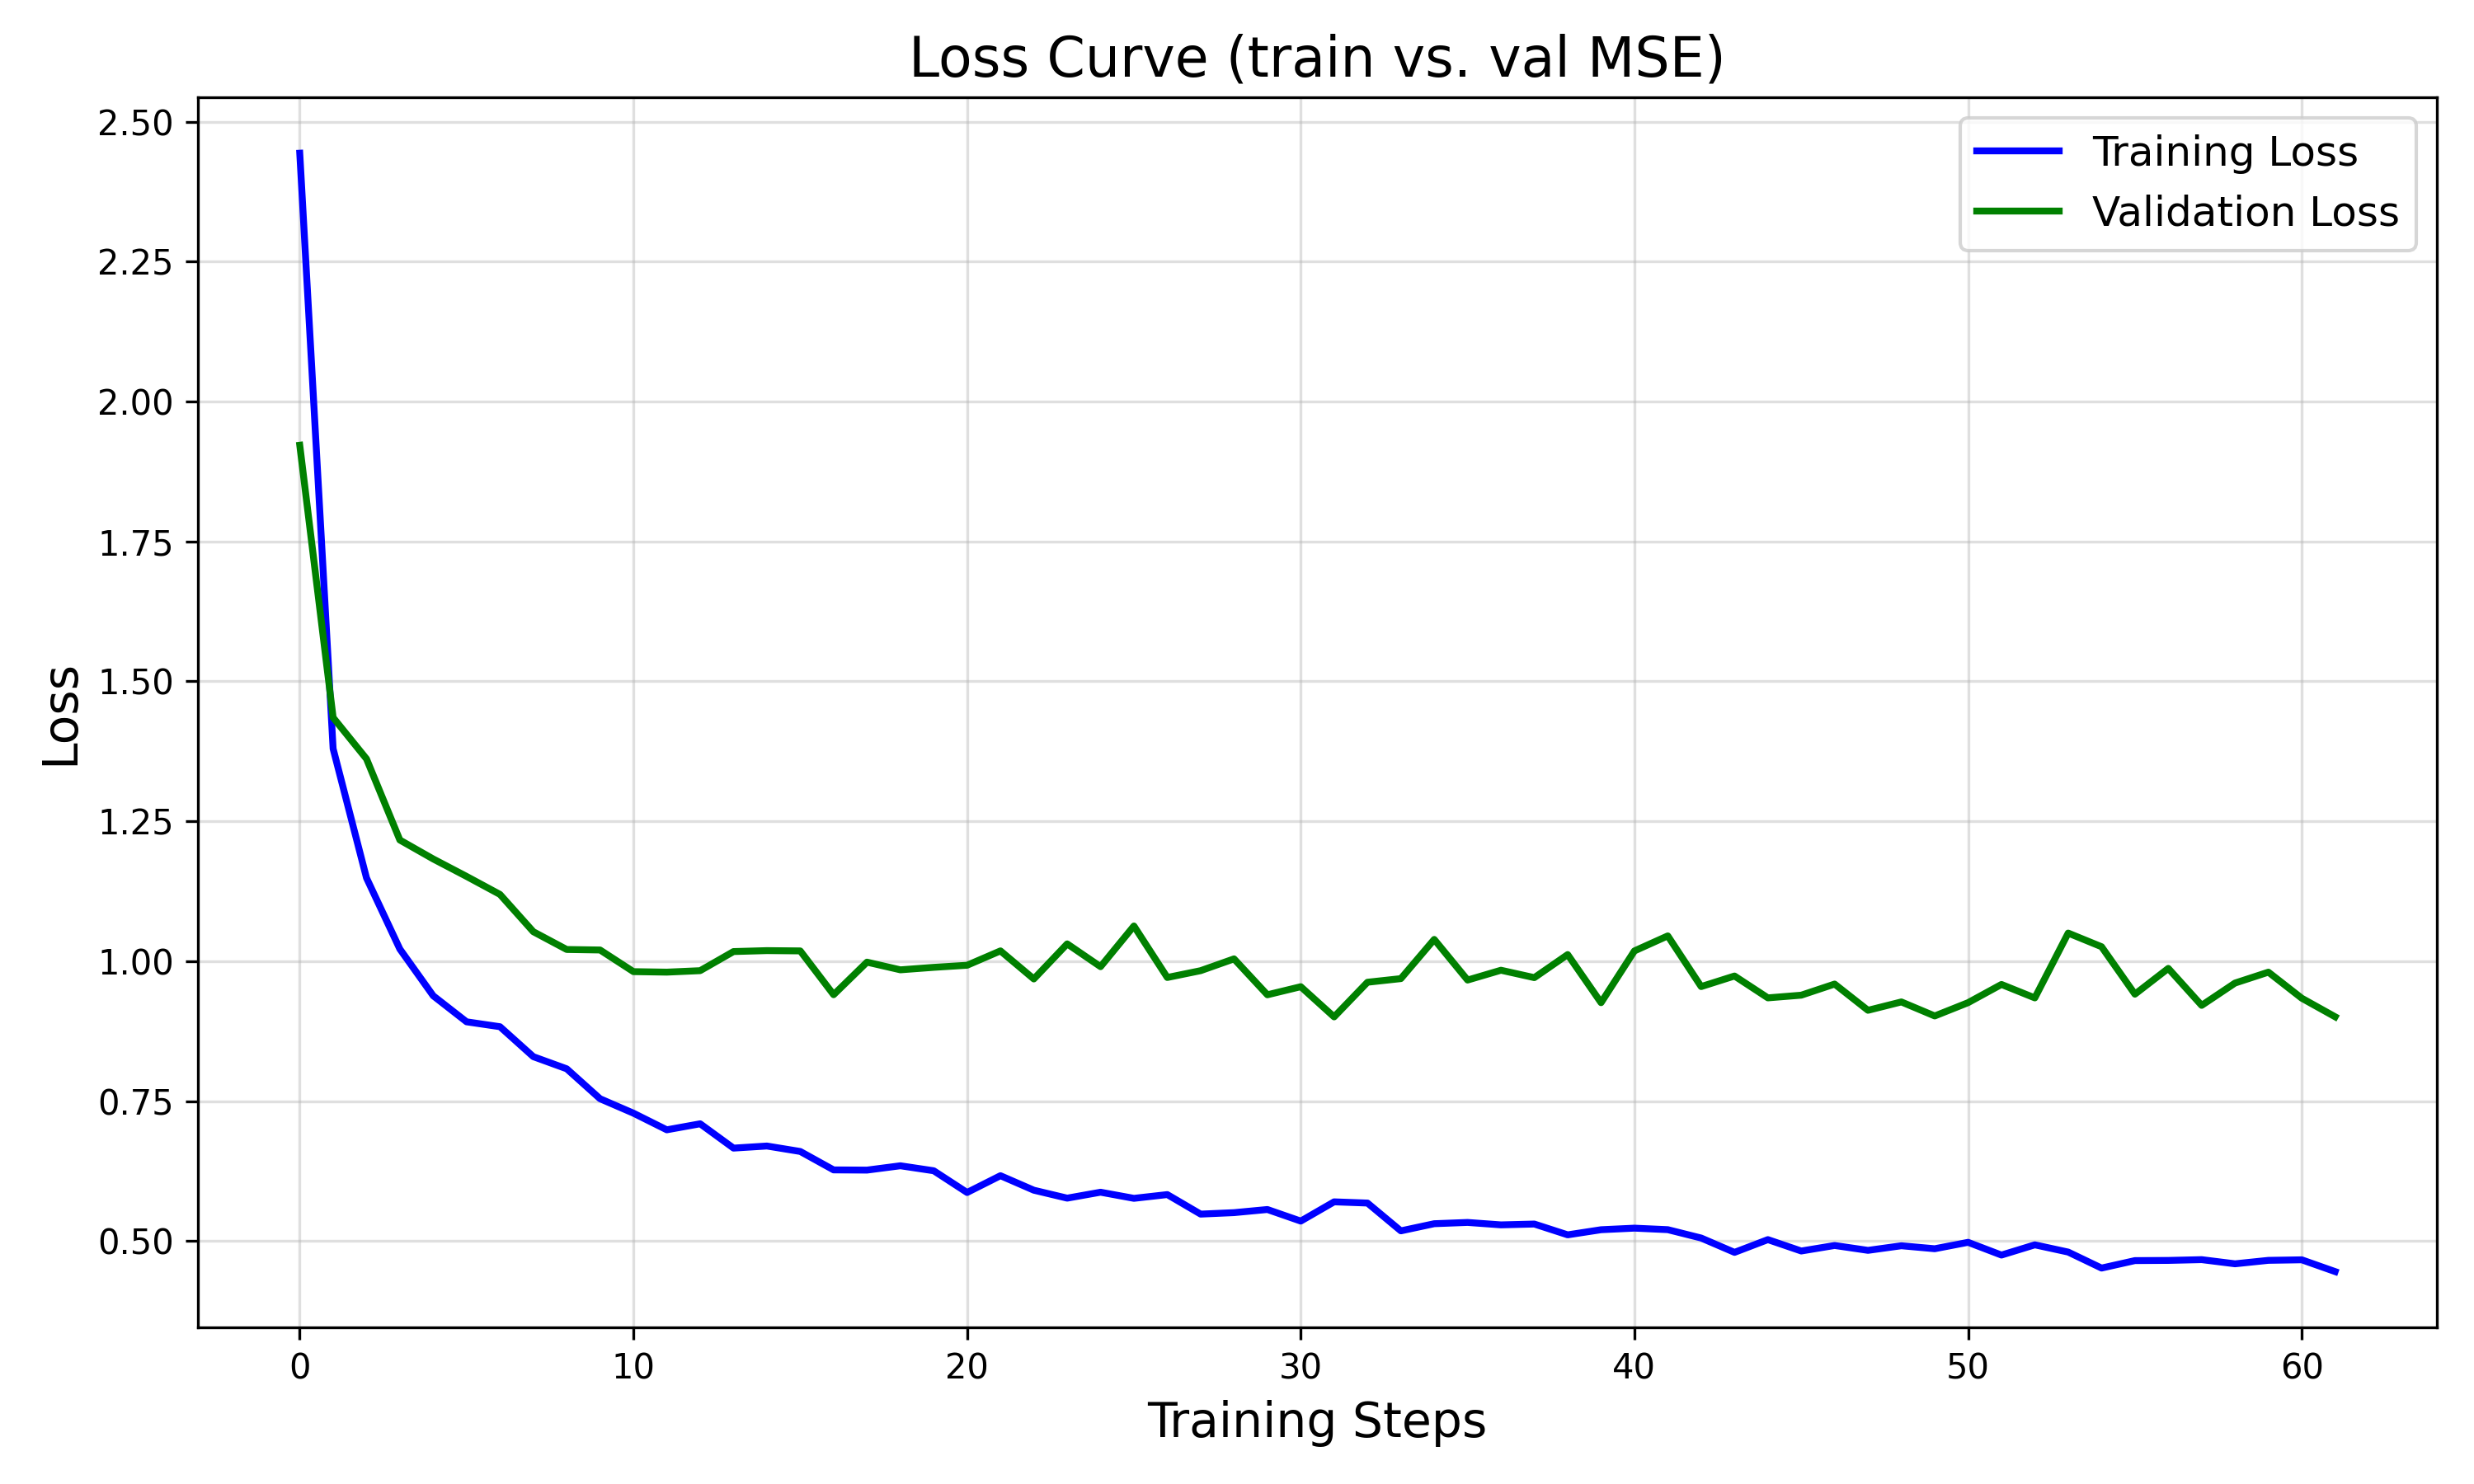 Loss Curve (train vs. val MSE)
2.50
2.25
2.00
1.75
1.50
1.25
1.00
0.75
0.50
Loss
Training Loss
Validation Loss
0 10 20 30 40 50 60
Training Steps